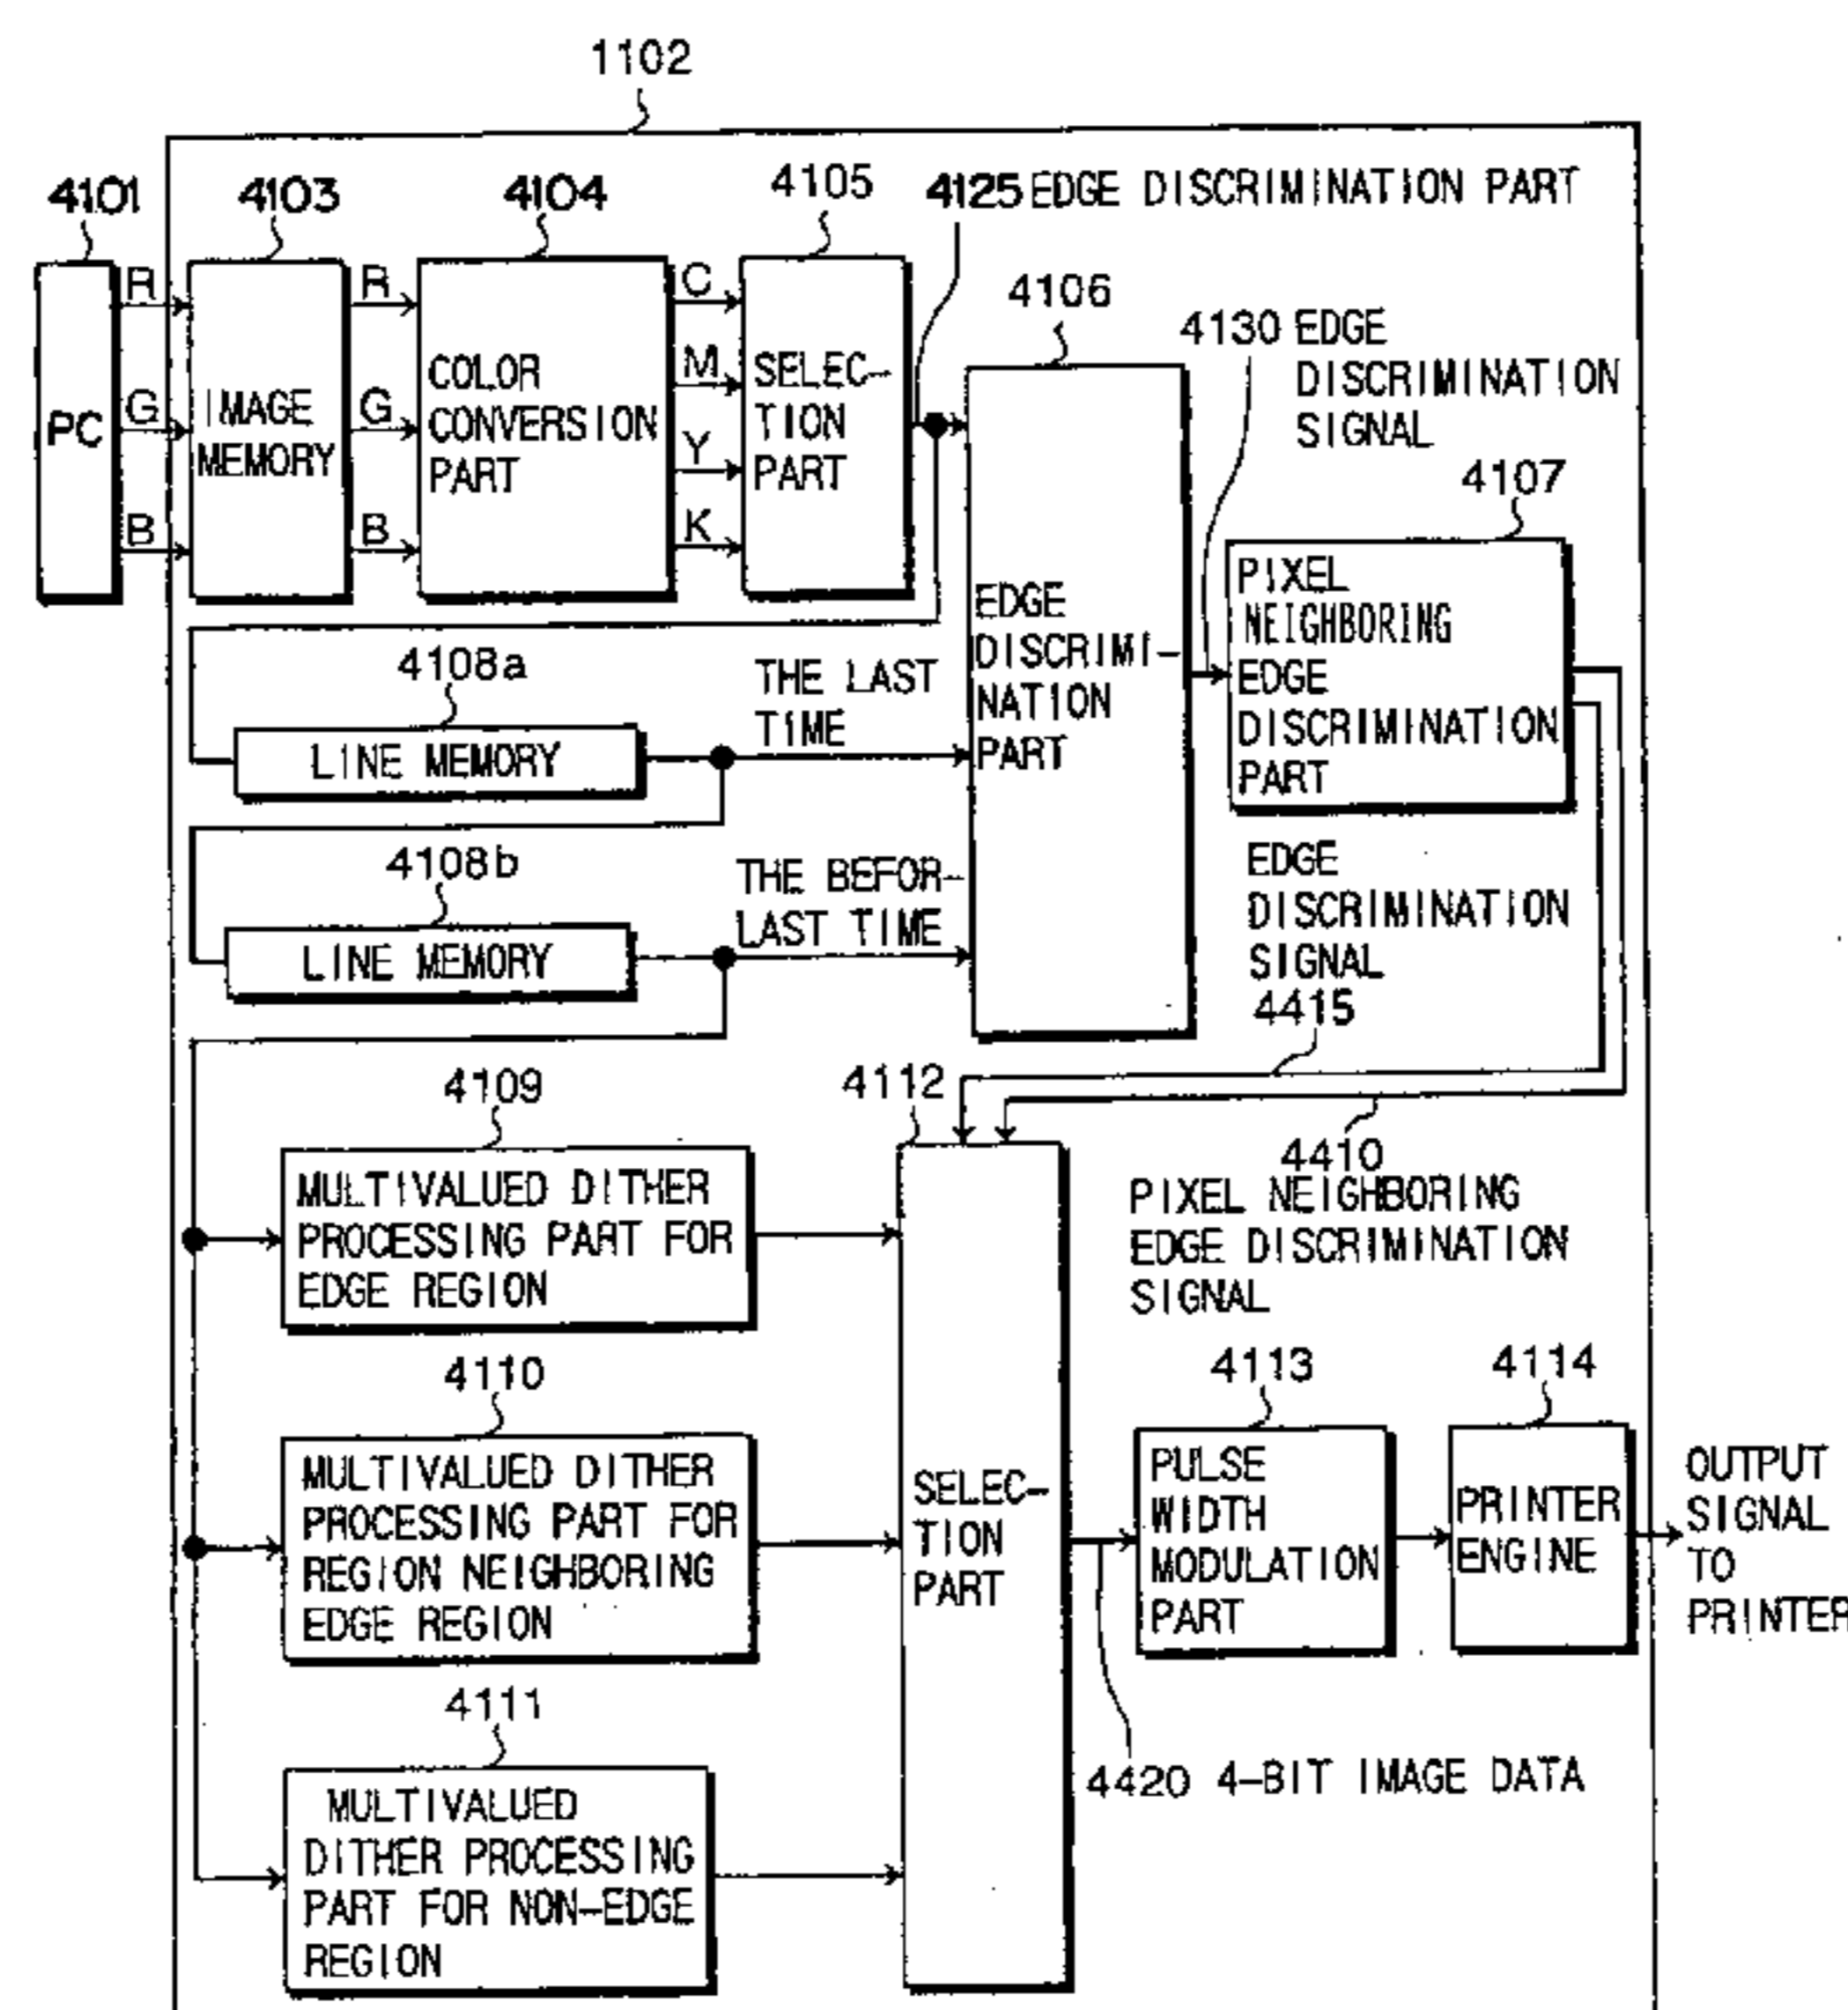 1102
4101
4103
4104
4105
4125 EDGE DISCRIMINATION PART
PC
R
G
B
IMAGE
MEMORY
R
G
B
COLOR
CONVERSION
PART
C
M
Y
K
SELEC-
TION
PART
4106
EDGE
DISCRIMI-
NATION
PART
4130 EDGE
DISCRIMINATION
SIGNAL
4107
PIXEL
NEIGHBORING
EDGE
DISCRIMINATION
PART
4108a
LINE MEMORY
THE LAST
TIME
4108b
LINE MEMORY
THE BEFOR-
LAST TIME
EDGE
DISCRIMINATION
SIGNAL
4415
4410
PIXEL NEIGHBORING
EDGE DISCRIMINATION
SIGNAL
4109
MULTIVALUED DITHER
PROCESSING PART FOR
EDGE REGION
4110
MULTIVALUED DITHER
PROCESSING PART FOR
REGION NEIGHBORING
EDGE REGION
4111
MULTIVALUED
DITHER PROCESSING
PART FOR NON-EDGE
REGION
4112
SELEC-
TION
PART
4420 4-BIT IMAGE DATA
4113
PULSE
WIDTH
MODULATION
PART
4114
PRINTER
ENGINE
OUTPUT
SIGNAL
TO
PRINTER